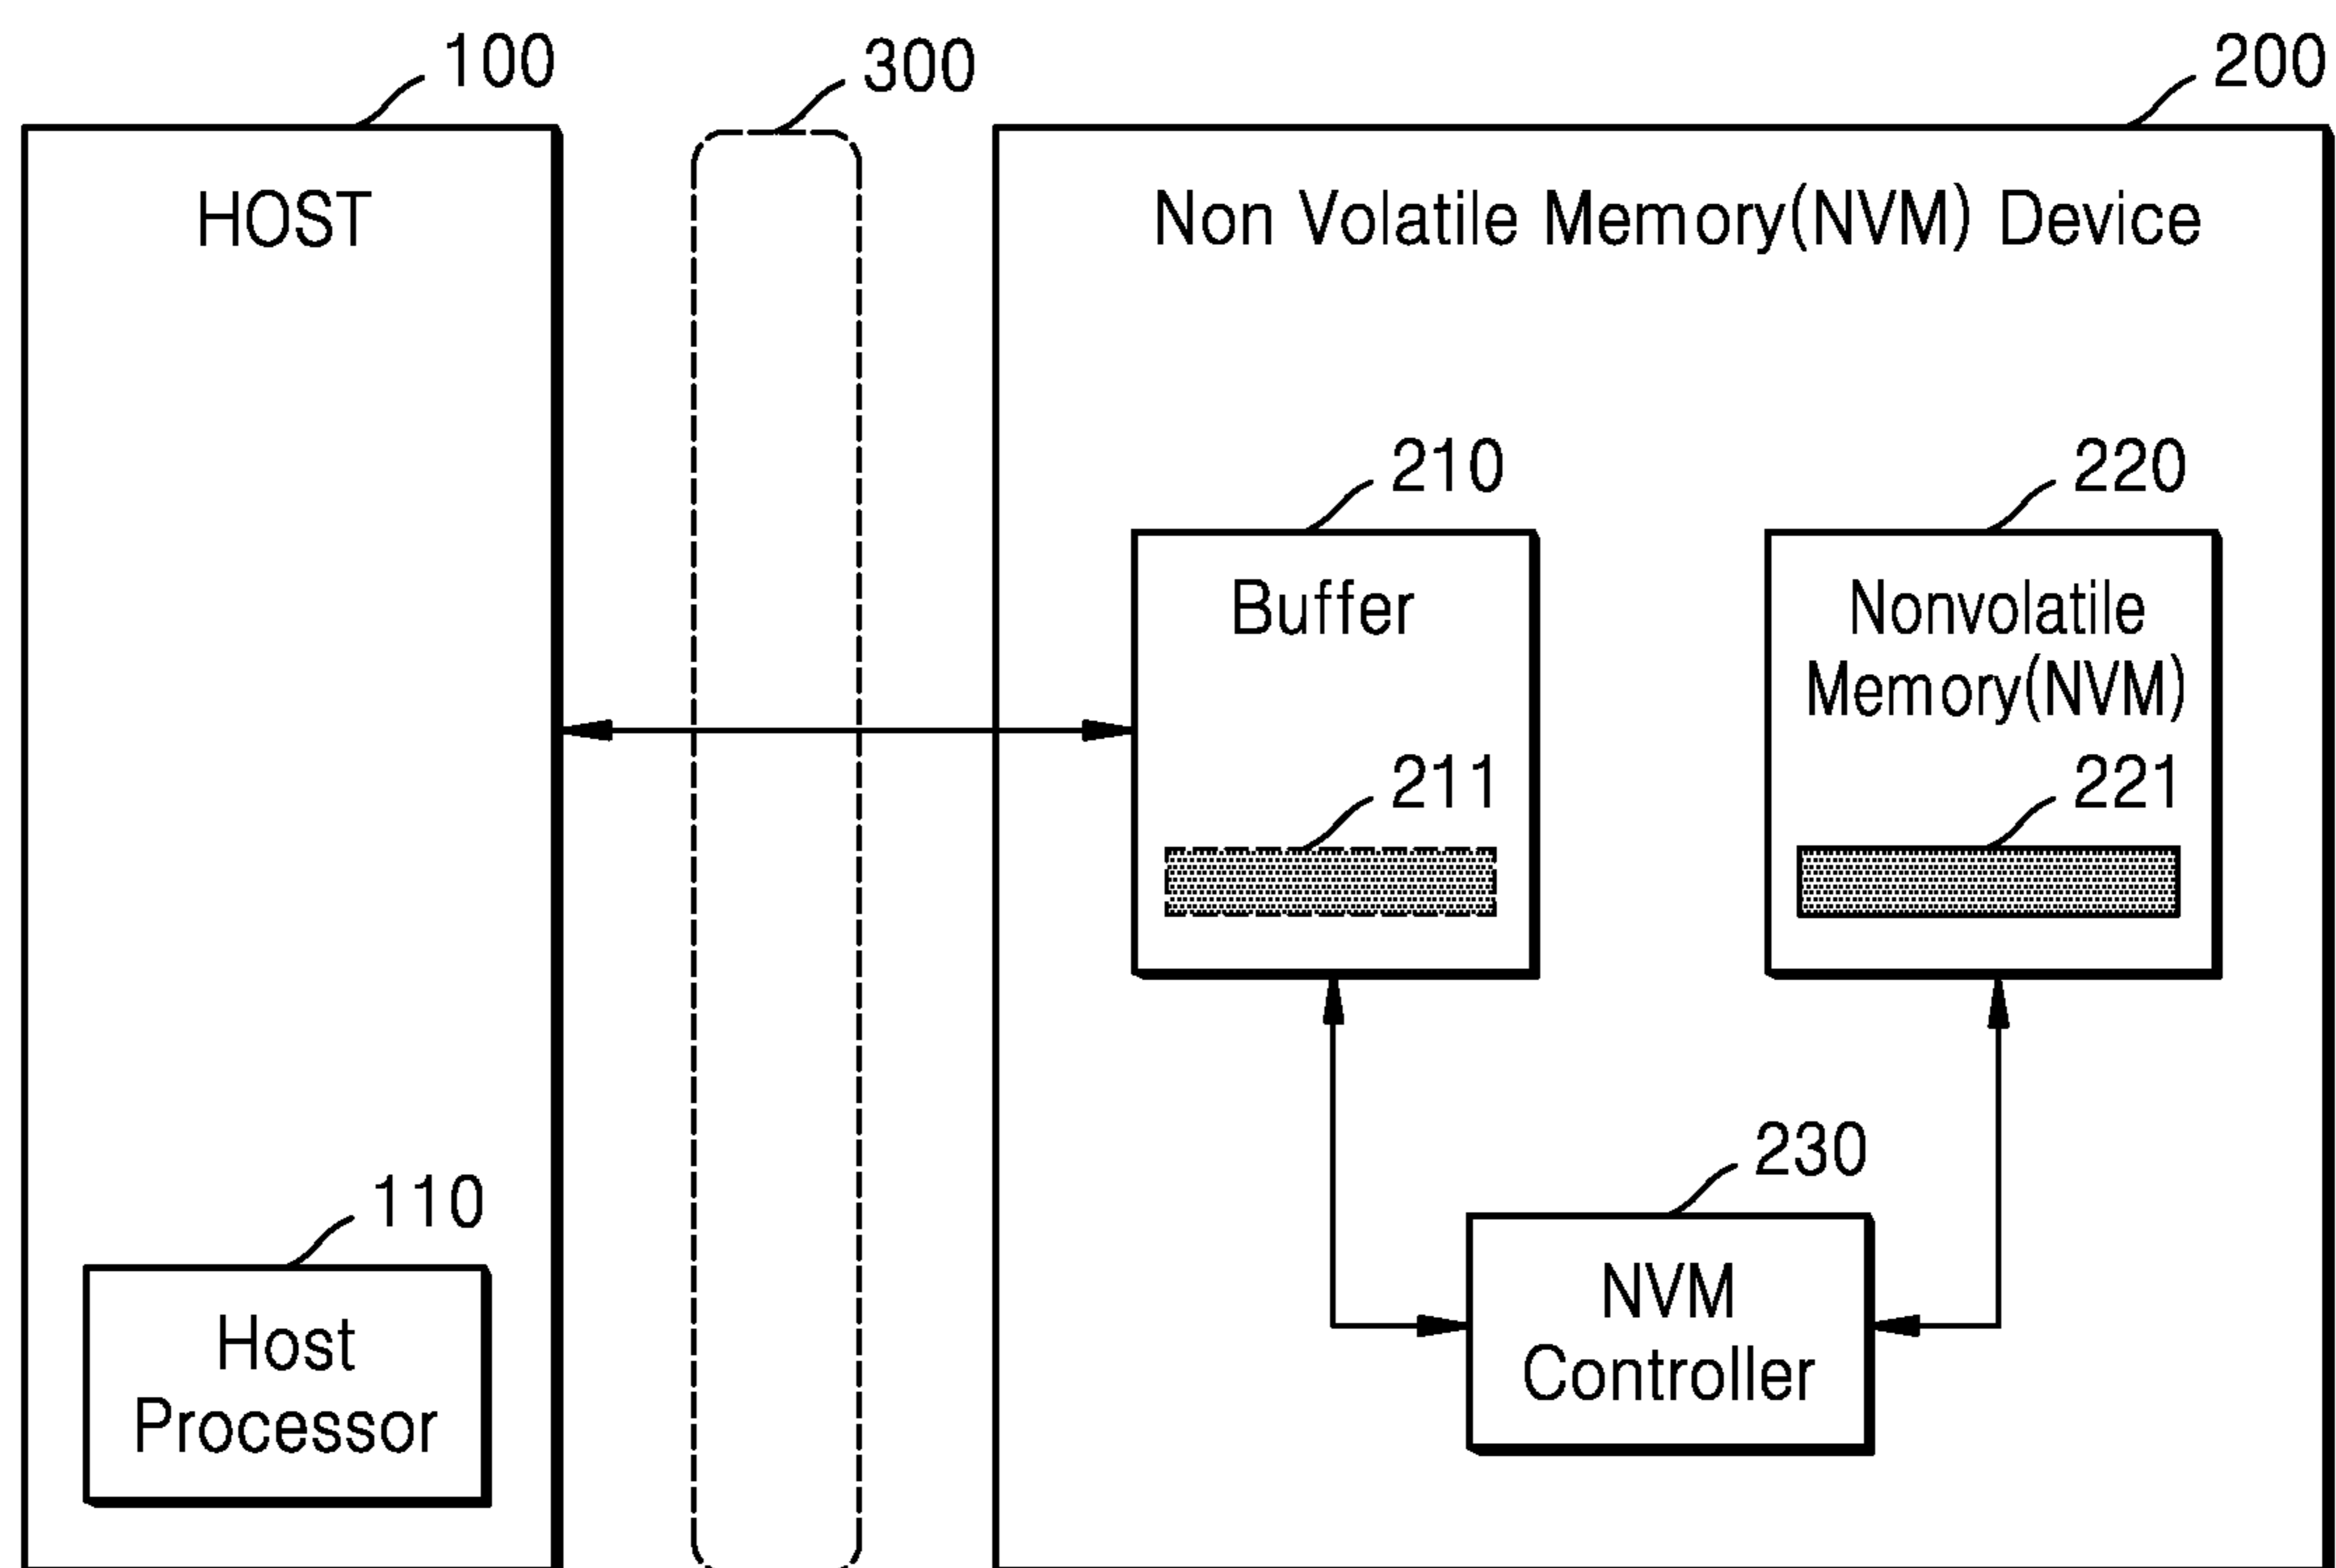 100
300
200
HOST
Non Volatile Memory(NVM) Device
210
220
Buffer
Nonvolatile
Memory(NVM)
211
221
230
110
NVM
Controller
Host
Processor